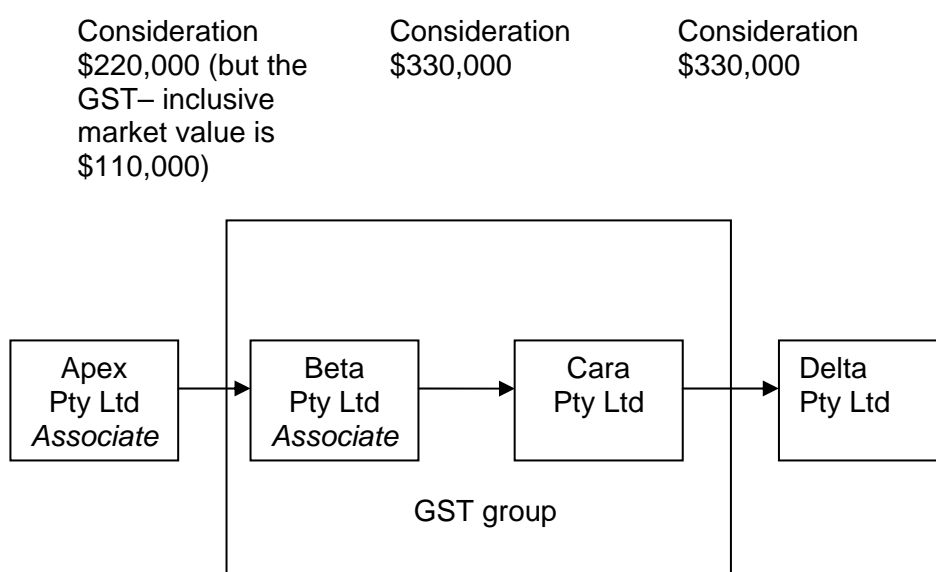 Consideration
$220,000 (but the
GST– inclusive
market value is
$110,000)
Consideration
$330,000
Consideration
$330,000
Apex
Pty Ltd
Associate
Beta
Pty Ltd
Associate
Cara
Pty Ltd
Delta
Pty Ltd
GST group